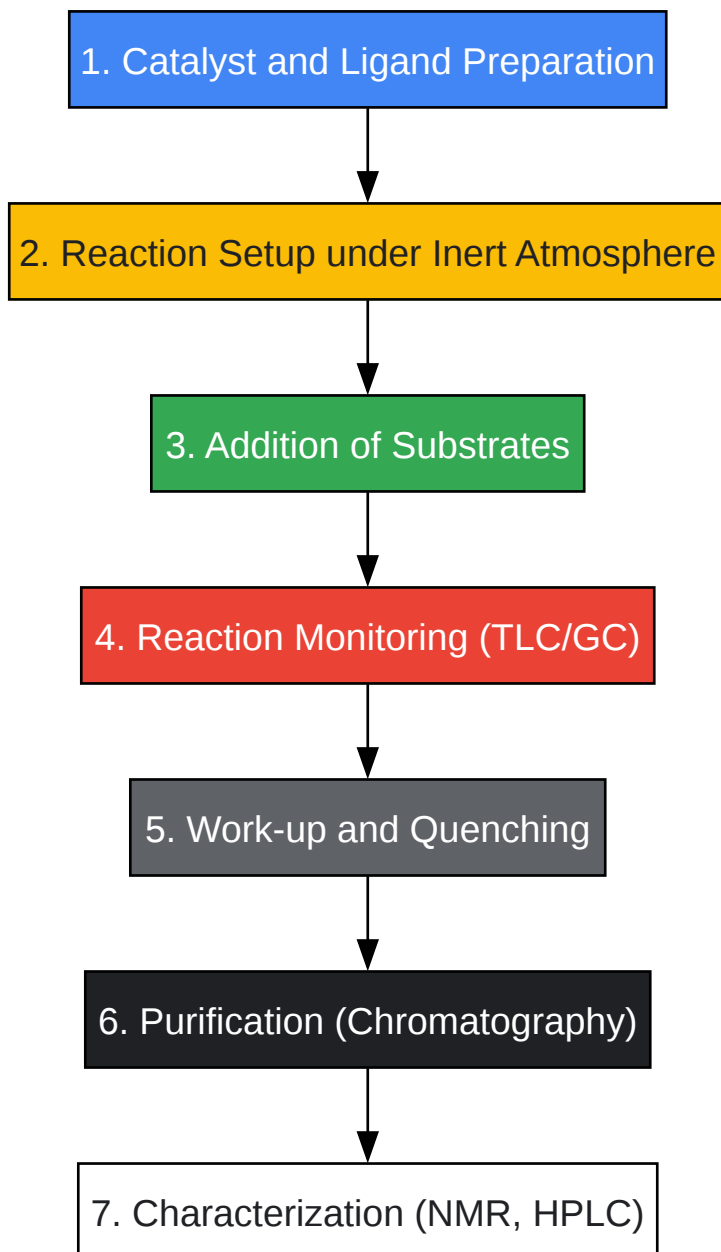 1. Catalyst and Ligand Preparation
2. Reaction Setup under Inert Atmosphere
3. Addition of Substrates
4. Reaction Monitoring (TLC/GC)
5. Work-up and Quenching
6. Purification (Chromatography)
7. Characterization (NMR, HPLC)